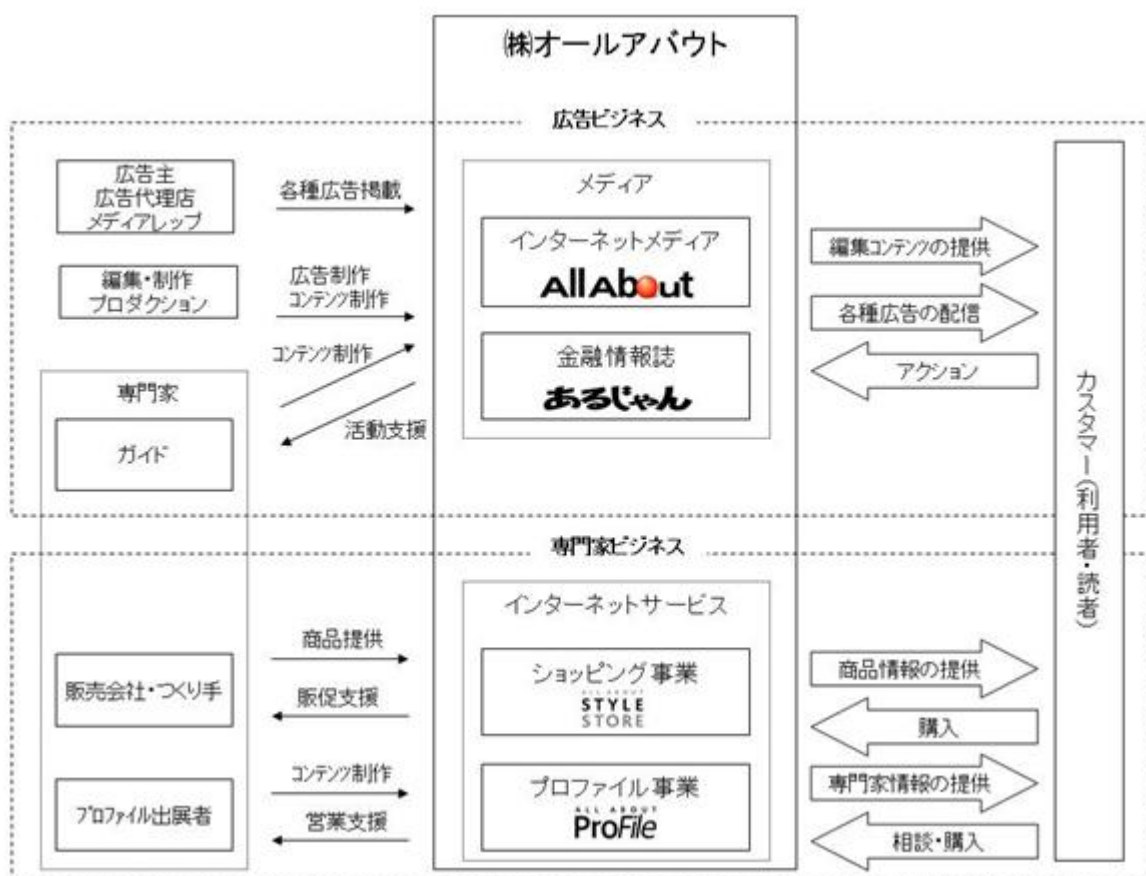 ㈱オールアバウト
広告ビジネス
広告主
広告代理店
メディアレップ
各種広告掲載
編集・制作
プロダクション
広告制作
コンテンツ制作
コンテンツ制作
活動支援
専門家
ガイド
メディア
インターネットメディア
All About
金融情報誌
あるじゃん
編集コンテンツの提供
各種広告の配信
アクション
カスタマー(利用者・読者)
専門家ビジネス
販売会社・つくり手
商品提供
販促支援
プロファイル出展者
コンテンツ制作
営業支援
インターネットサービス
ショッピング事業
ALL ABOUT
STYLE
STORE
プロファイル事業
ALL ABOUT
ProFile
商品情報の提供
購入
専門家情報の提供
相談・購入